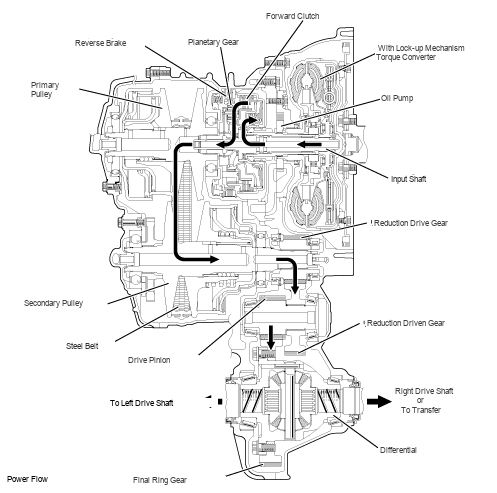 Forward Clutch
Reverse Brake
Planetary Gear
With Lock-up Mechanism
Torque Converter
Primary
Pulley
Oil Pump
Input Shaft
Reduction Drive Gear
Secondary Pulley
Reduction Driven Gear
Steel Belt
Drive Pinion
To Left Drive Shaft
Right Drive Shaft
or
To Transfer
Differential
Power Flow
Final Ring Gear